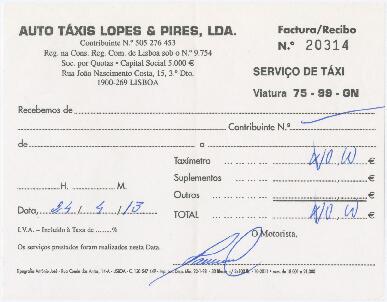 AUTO TÁXIS LOPES & PIRES, LDA.
Contribuinte N.º 505 276 453
Reg. na Cons. Reg. Com. de Lisboa sob o N.º 9.754
Soc. por Quotas • Capital Social 5.000 €
Rua João Nascimento Costa, 15, 3.º Dto.
1900-269 LISBOA
Factura/Recibo
N.º 20314
SERVIÇO DE TÁXI
Viatura 75 - 99 - GN
Recebemos de
Contribuinte N.º
de a
Taxímetro
Suplementos
Outros
H. M.
Data, 24 / 4 / 13
TOTAL
I.V.A. – Incluído à Taxa de %
O Motorista,
Os serviços prestados foram realizados nesta Data.